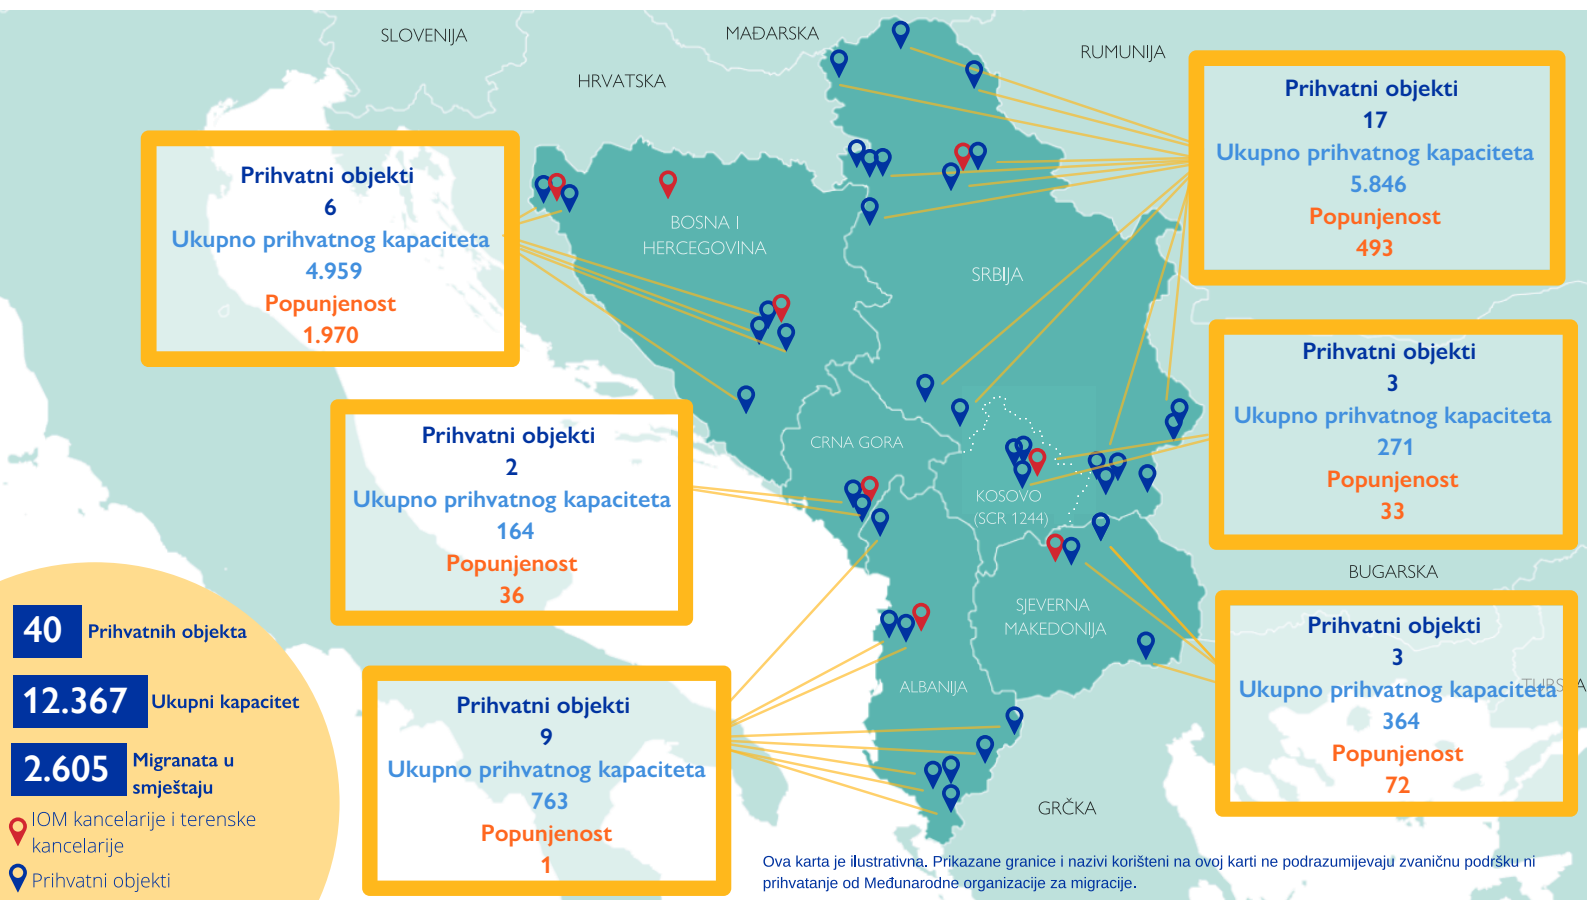 SLOVENIJA
MAĐARSKA
RUMUNIJA
HRVATSKA
Prihvatni objekti
17
Ukupno prihvatnog kapaciteta
5.846
Popunjenost
493
Prihvatni objekti
6
Ukupno prihvatnog kapaciteta
4.959
Popunjenost
1.970
BOSNA I
HERCEGOVINA
SRBIJA
Prihvatni objekti
3
Ukupno prihvatnog kapaciteta
271
Popunjenost
33
Prihvatni objekti
2
Ukupno prihvatnog kapaciteta
164
Popunjenost
36
CRNA GORA
KOSOVO
(SCR 1244)
BUGARSKA
SJEVERNA
MAKEDONIJA
Prihvatni objekti
3
Ukupno prihvatnog kapaciteta
364
Popunjenost
72
TURSKA
ALBANIJA
Prihvatni objekti
9
Ukupno prihvatnog kapaciteta
763
Popunjenost
1
GRČKA
40 Prihvatnih objekta
12.367 Ukupni kapacitet
2.605 Migranata u
smještaju
IOM kancelarije i terenske
kancelarije
Prihvatni objekti
Ova karta je ilustrativna. Prikazane granice i nazivi korišteni na ovoj karti ne podrazumijevaju zvaničnu podršku ni
prihvatanje od Međunarodne organizacije za migracije.